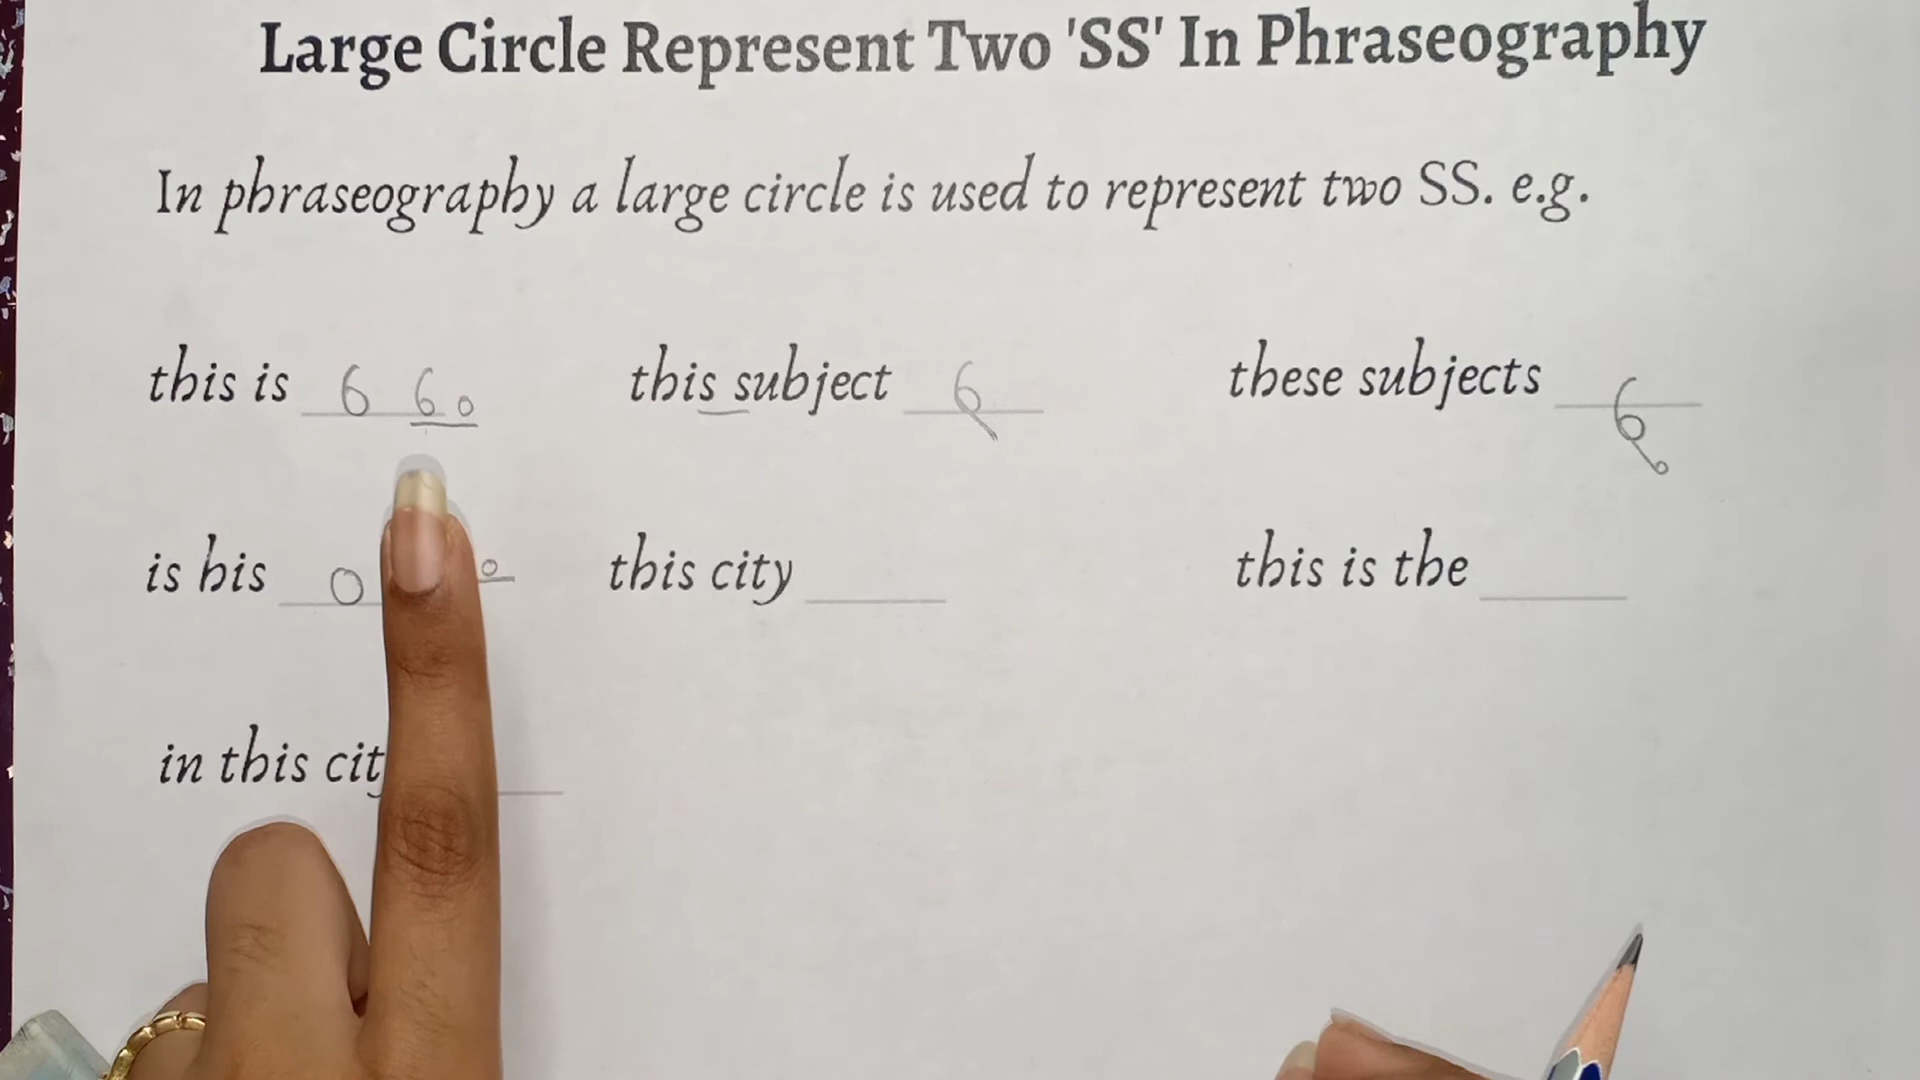 Large Circle Represent Two 'SS' In Phraseography
In phraseography a large circle is used to represent two SS. e.g.
this is this subject these subjects
is his this city this is the
in this cit